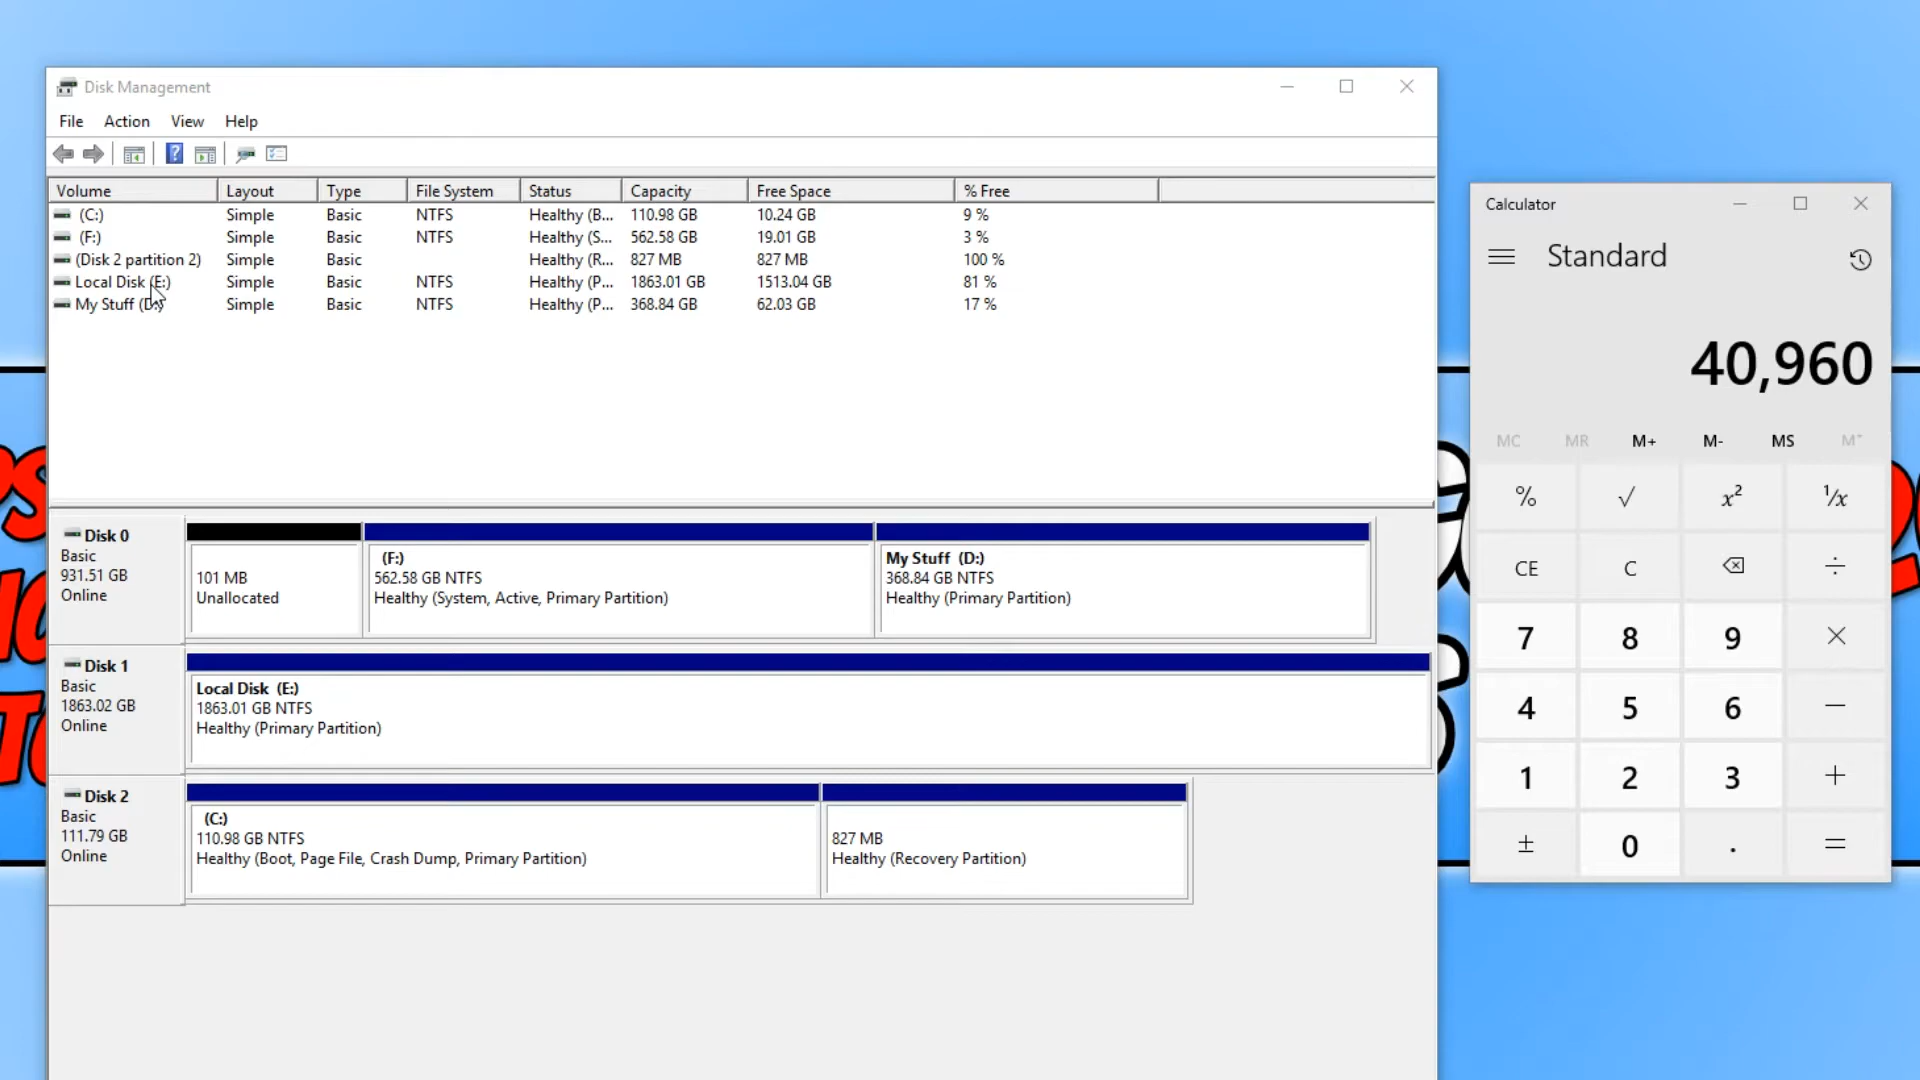 Disk Management
File Action View Help
Volume Layout Type File System Status Capacity Free Space % Free
(C:) Simple Basic NTFS Healthy (B... 110.98 GB 10.24 GB 9 %
(F:) Simple Basic NTFS Healthy (S... 562.58 GB 19.01 GB 3 %
(Disk 2 partition 2) Simple Basic Healthy (R... 827 MB 827 MB 100 %
Local Disk (E:) Simple Basic NTFS Healthy (P... 1863.01 GB 1513.04 GB 81 %
My Stuff (D:) Simple Basic NTFS Healthy (P... 368.84 GB 62.03 GB 17 %
Disk 0
Basic
931.51 GB
Online
101 MB
Unallocated
(F:)
562.58 GB NTFS
Healthy (System, Active, Primary Partition)
My Stuff (D:)
368.84 GB NTFS
Healthy (Primary Partition)
Disk 1
Basic
1863.02 GB
Online
Local Disk (E:)
1863.01 GB NTFS
Healthy (Primary Partition)
Disk 2
Basic
111.79 GB
Online
(C:)
110.98 GB NTFS
Healthy (Boot, Page File, Crash Dump, Primary Partition)
827 MB
Healthy (Recovery Partition)
Calculator
Standard
40,960
MC MR M+ M- MS M˅
% √ x² ¹/x
CE C ÷
7 8 9 ×
4 5 6 −
1 2 3 +
± 0 . =